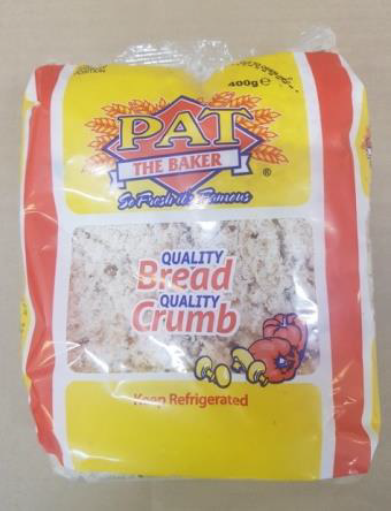 400g e
PAT
THE BAKER
®
So Fresh it's Famous
QUALITY
Bread
QUALITY
Crumb
Keep Refrigerated